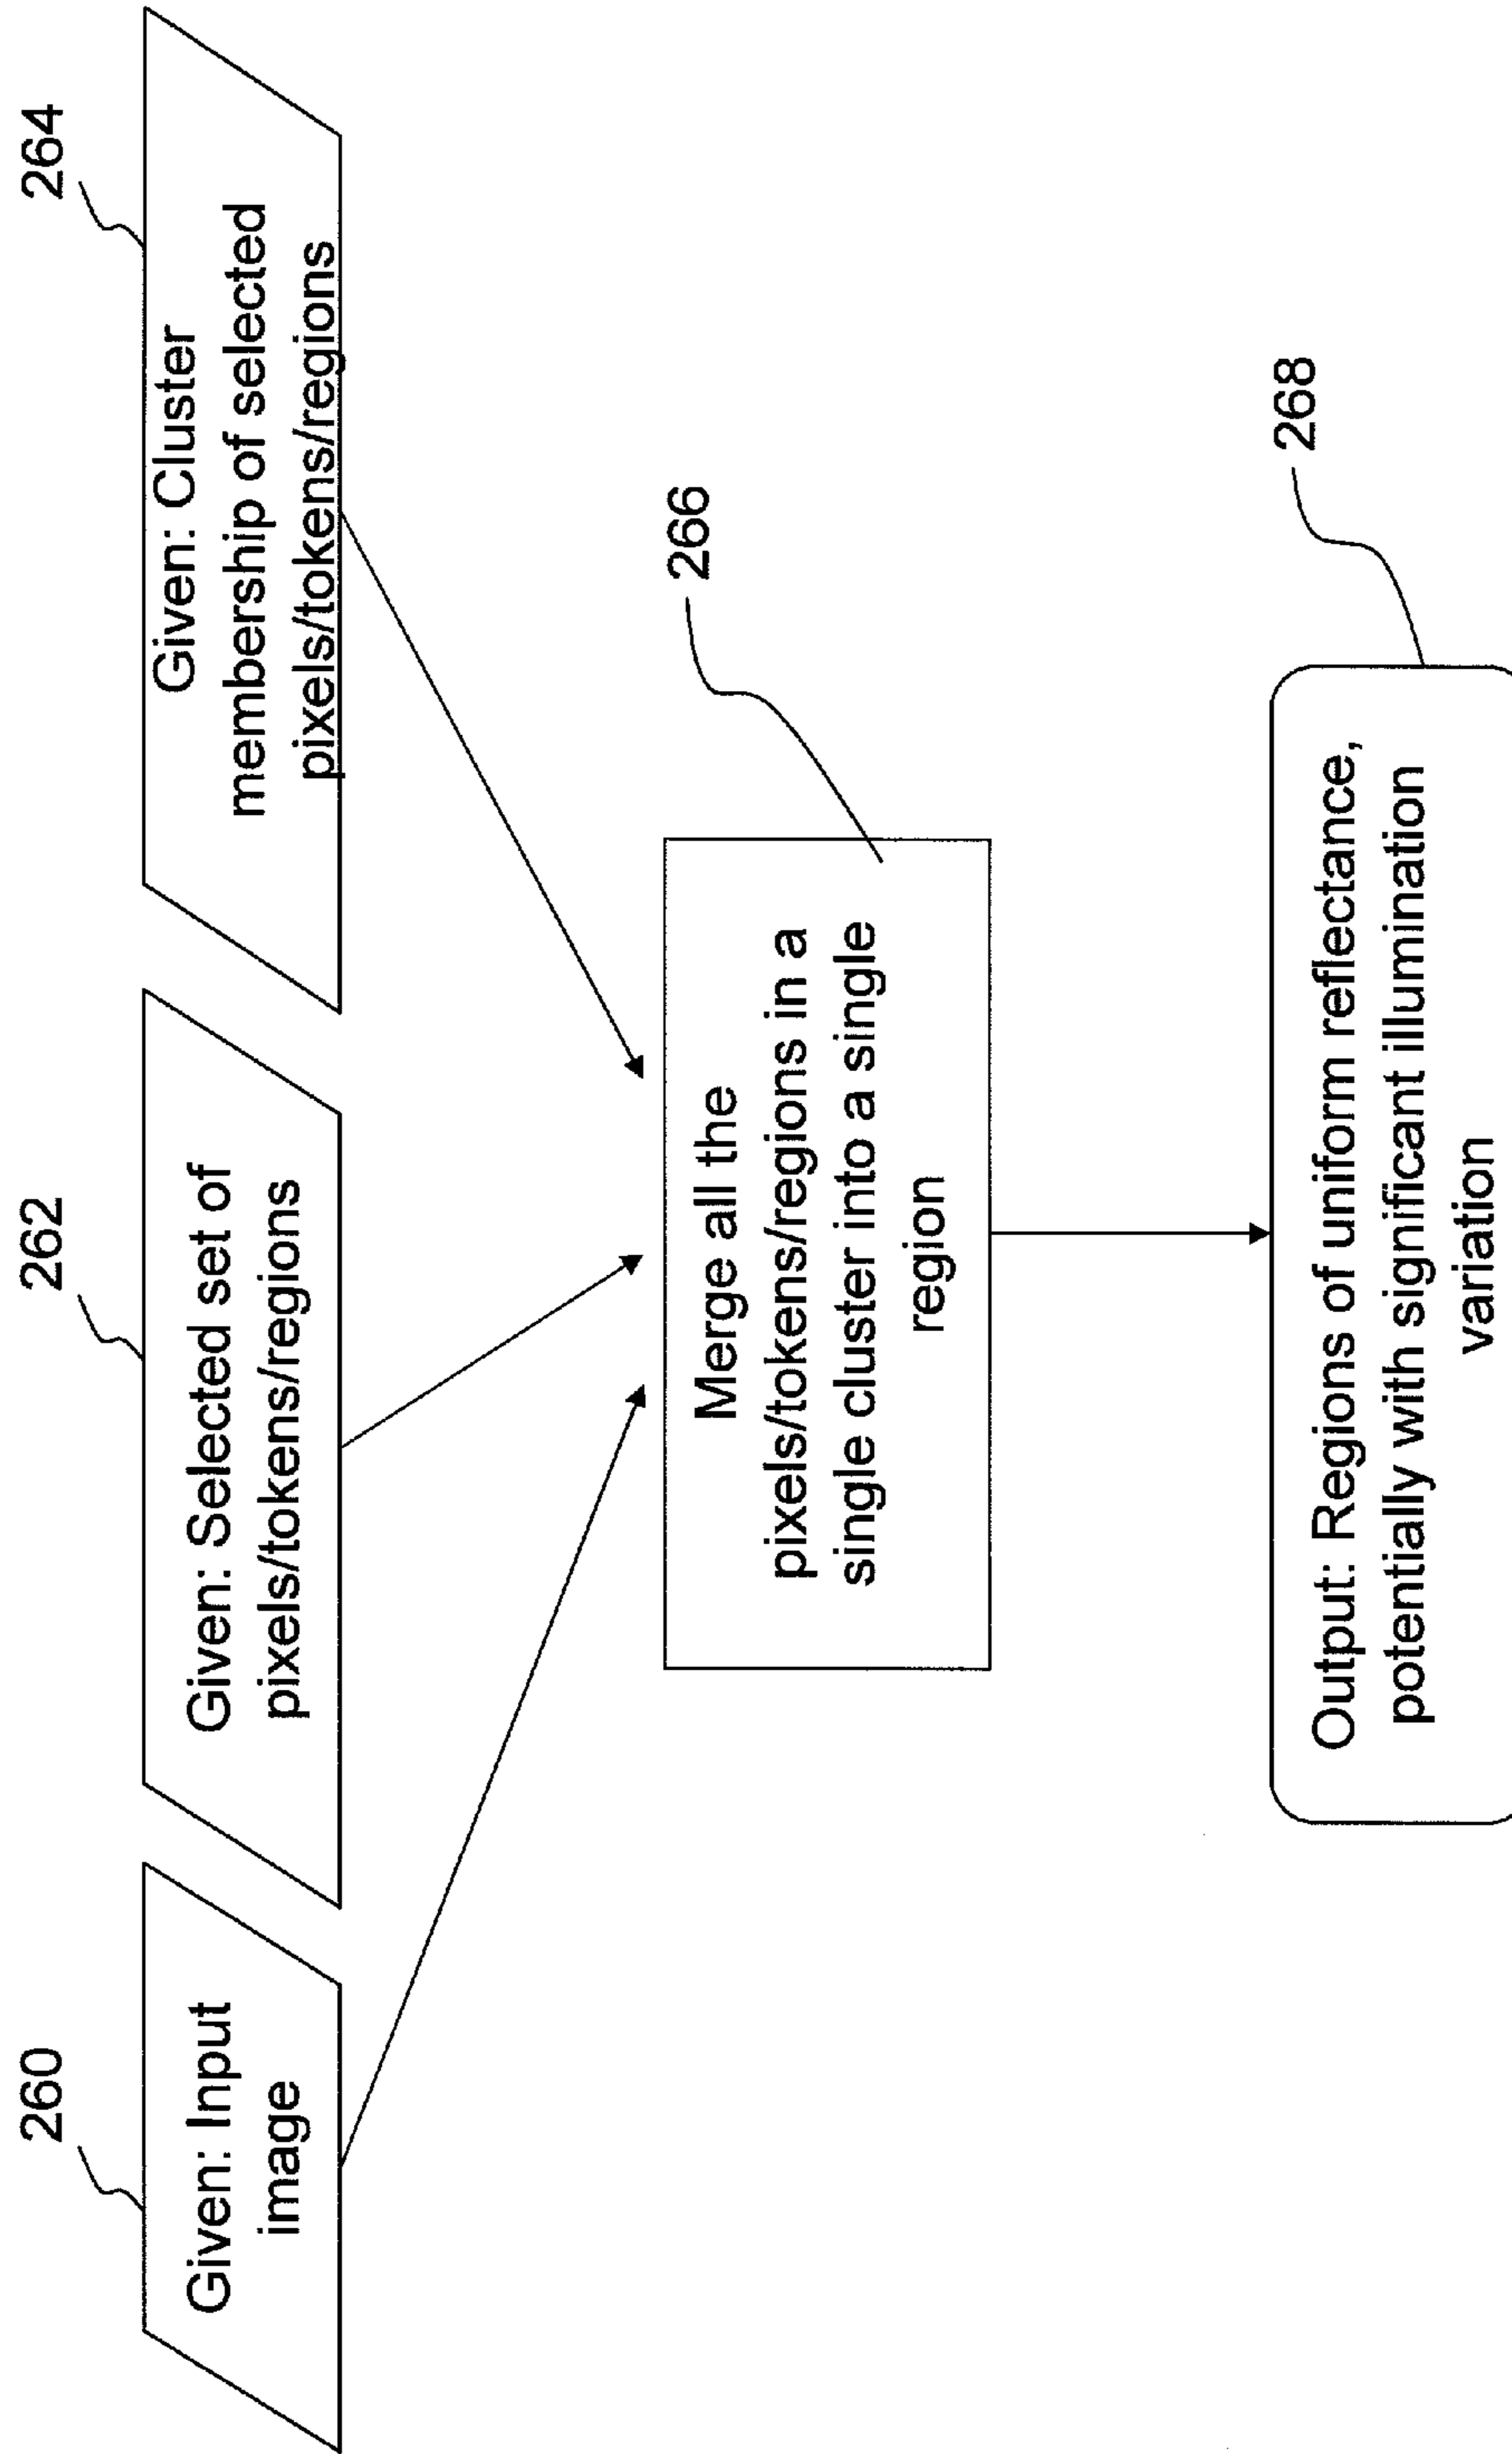 260
262
264
Given: Input
image
Given: Selected set of
pixels/tokens/regions
Given: Cluster
membership of selected
pixels/tokens/regions
266
Merge all the
pixels/tokens/regions in a
single cluster into a single
region
268
Output: Regions of uniform reflectance,
potentially with significant illumination
variation